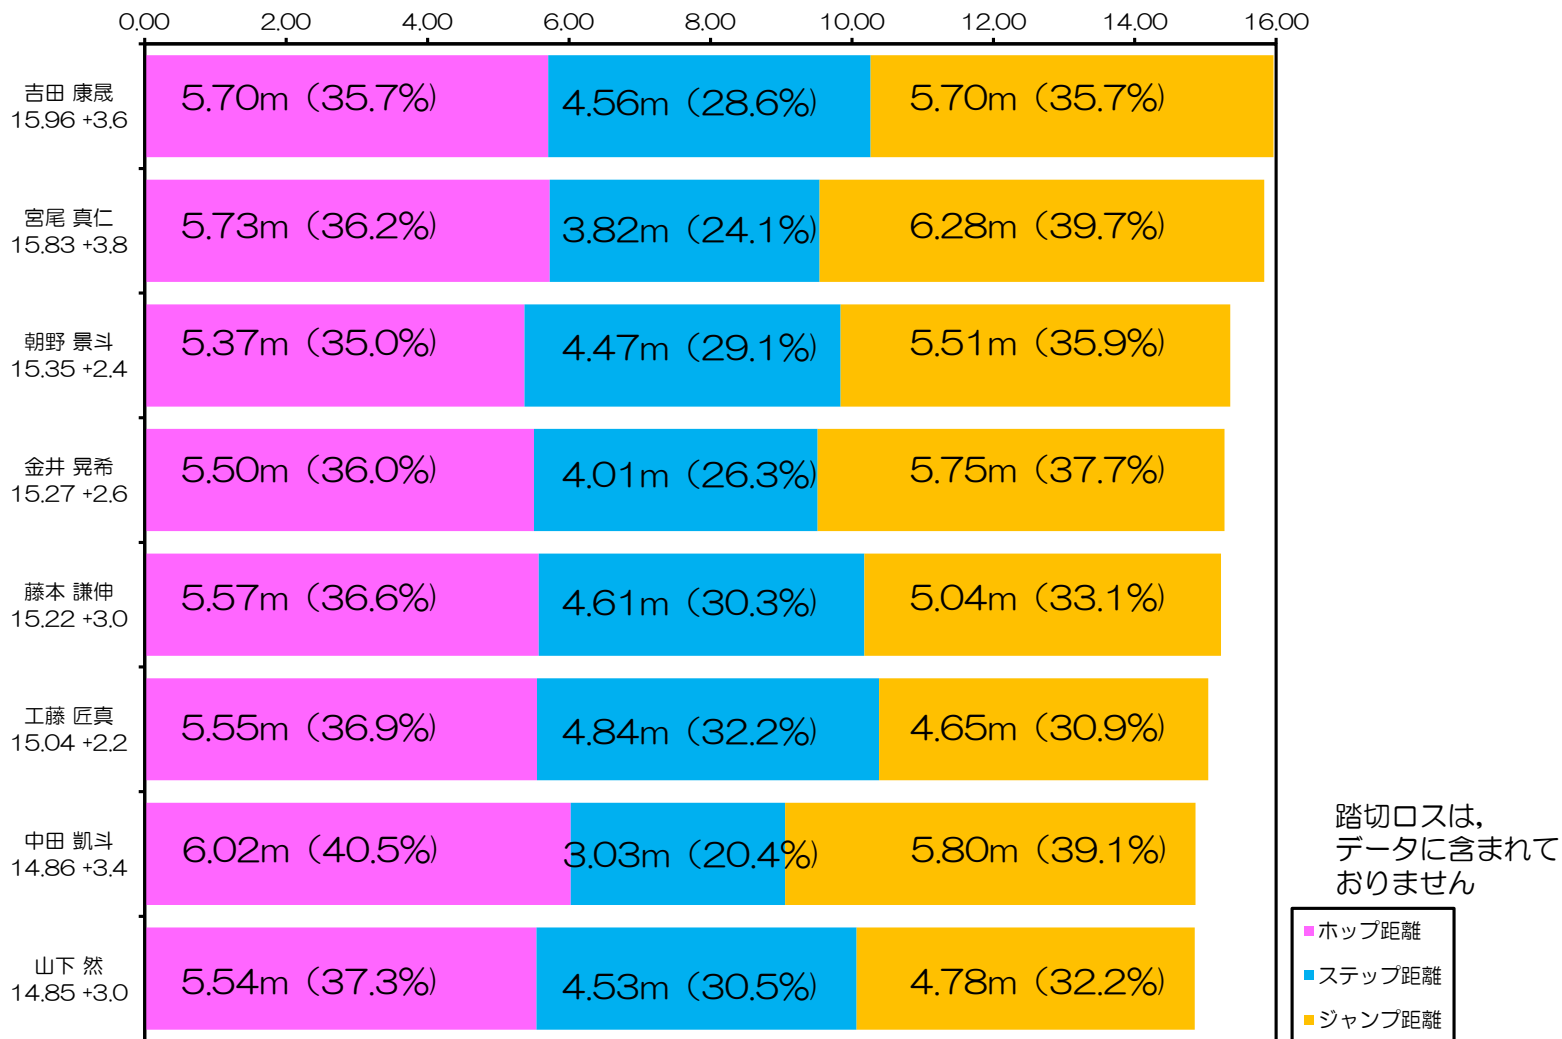 0.00 2.00 4.00 6.00 8.00 10.00 12.00 14.00 16.00
吉田 康晟
15.96 +3.6
5.70m（35.7%） 4.56m（28.6%） 5.70m（35.7%）
宮尾 真仁
15.83 +3.8
5.73m（36.2%） 3.82m（24.1%） 6.28m（39.7%）
朝野 景斗
15.35 +2.4
5.37m（35.0%） 4.47m（29.1%） 5.51m（35.9%）
金井 晃希
15.27 +2.6
5.50m（36.0%） 4.01m（26.3%） 5.75m（37.7%）
藤本 謙伸
15.22 +3.0
5.57m（36.6%） 4.61m（30.3%） 5.04m（33.1%）
工藤 匠真
15.04 +2.2
5.55m（36.9%） 4.84m（32.2%） 4.65m（30.9%）
中田 凱斗
14.86 +3.4
6.02m（40.5%） 3.03m（20.4%） 5.80m（39.1%）
山下 然
14.85 +3.0
5.54m（37.3%） 4.53m（30.5%） 4.78m（32.2%）
踏切ロスは,
データに含まれて
おりません
ホップ距離
ステップ距離
ジャンプ距離